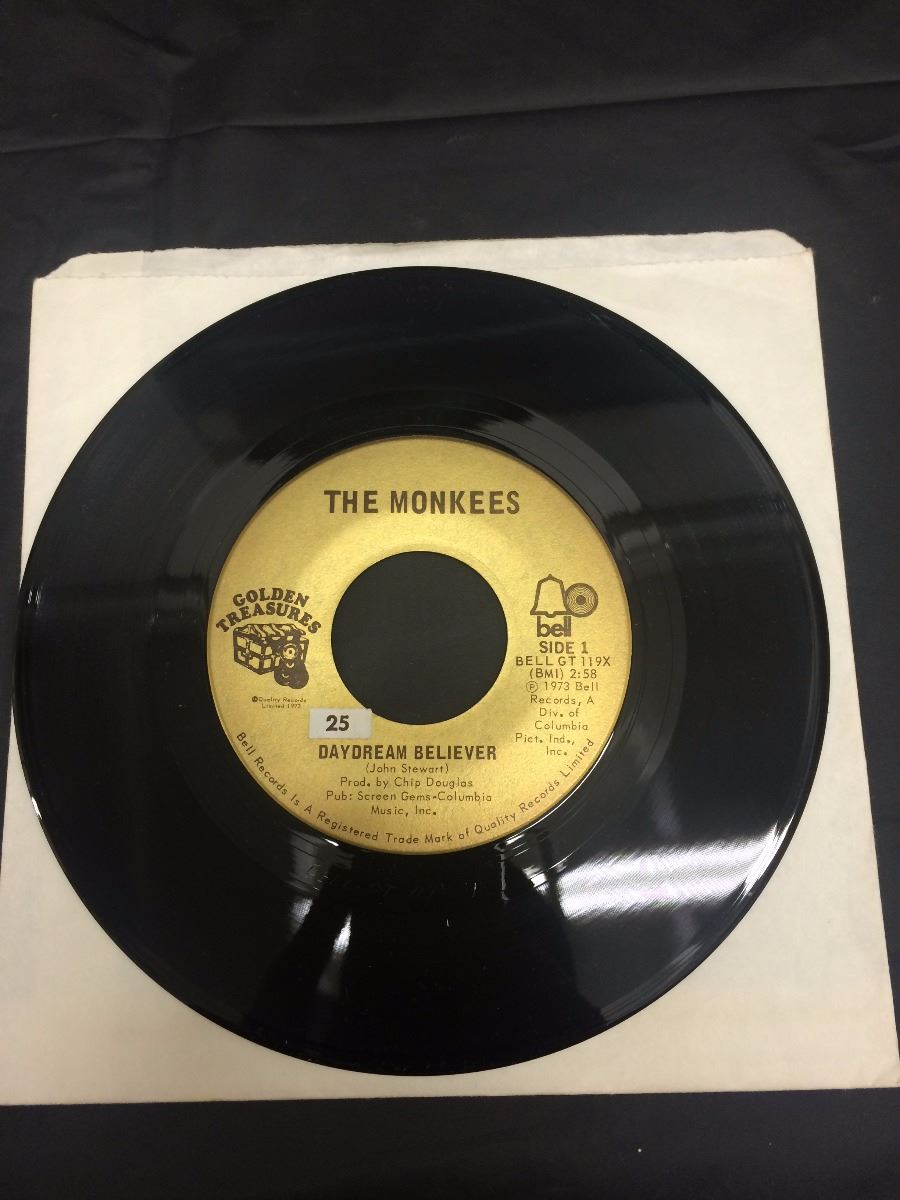 THE MONKEES
GOLDEN
TREASURES
©Quality Records
Limited 1972
bell
SIDE 1
BELL GT 119X
(BMI) 2:58
℗ 1973 Bell
Records, A
Div. of
Columbia
Pict. Ind.,
Inc.
25
DAYDREAM BELIEVER
(John Stewart)
Prod. by Chip Douglas
Pub: Screen Gems-Columbia
Music, Inc.
Bell Records Is A Registered Trade Mark of Quality Records Limited